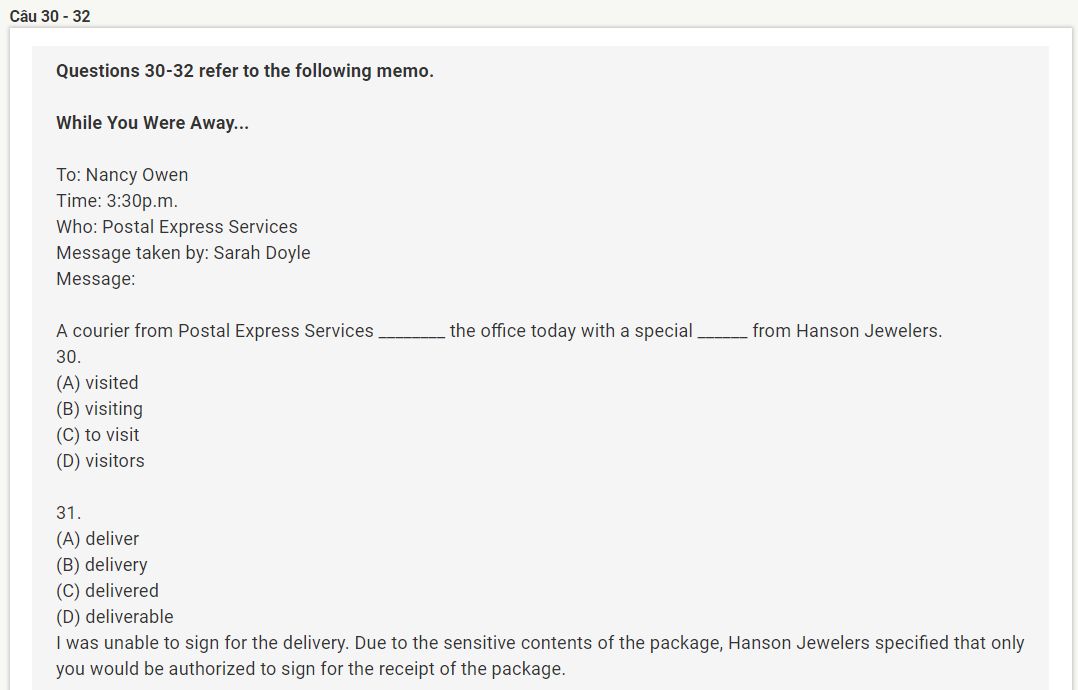 Câu 30 - 32
Questions 30-32 refer to the following memo.
While You Were Away...
To: Nancy Owen
Time: 3:30p.m.
Who: Postal Express Services
Message taken by: Sarah Doyle
Message:
A courier from Postal Express Services ________ the office today with a special ______ from Hanson Jewelers.
30.
(A) visited
(B) visiting
(C) to visit
(D) visitors
31.
(A) deliver
(B) delivery
(C) delivered
(D) deliverable
I was unable to sign for the delivery. Due to the sensitive contents of the package, Hanson Jewelers specified that only
you would be authorized to sign for the receipt of the package.